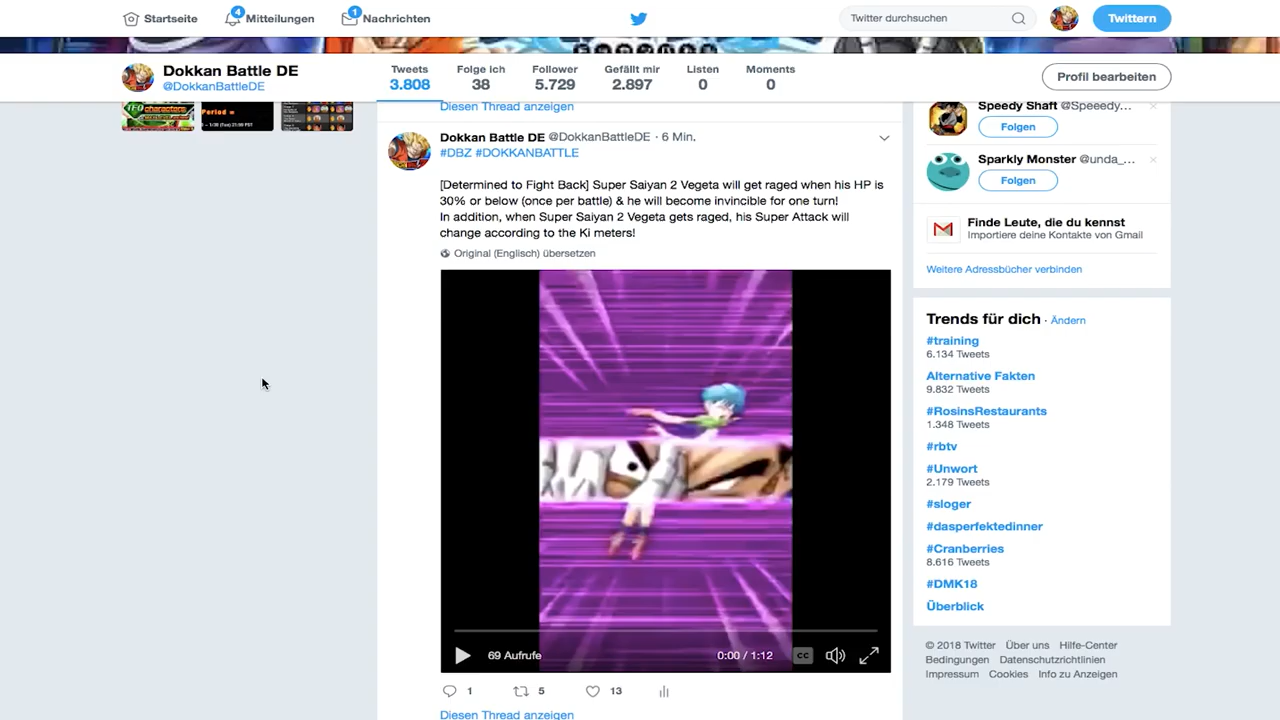 Startseite
4
Mitteilungen
1
Nachrichten
Twitter durchsuchen
Twittern
Dokkan Battle DE
@DokkanBattleDE
Tweets
3.808
Folge ich
38
Follower
5.729
Gefällt mir
2.897
Listen
0
Moments
0
Profil bearbeiten
Diesen Thread anzeigen
Dokkan Battle DE @DokkanBattleDE · 6 Min.
#DBZ #DOKKANBATTLE
[Determined to Fight Back] Super Saiyan 2 Vegeta will get raged when his HP is
30% or below (once per battle) & he will become invincible for one turn!
In addition, when Super Saiyan 2 Vegeta gets raged, his Super Attack will
change according to the Ki meters!
Original (Englisch) übersetzen
69 Aufrufe
0:00 / 1:12
CC
1
5
13
Diesen Thread anzeigen
Speedy Shaft @Speeedy...
Folgen
Sparkly Monster @unda_...
Folgen
Finde Leute, die du kennst
Importiere deine Kontakte von Gmail
Weitere Adressbücher verbinden
Trends für dich · Ändern
#training
6.134 Tweets
Alternative Fakten
9.832 Tweets
#RosinsRestaurants
1.348 Tweets
#rbtv
#Unwort
2.179 Tweets
#sloger
#dasperfektedinner
#Cranberries
8.616 Tweets
#DMK18
Überblick
© 2018 Twitter Über uns Hilfe-Center
Bedingungen Datenschutzrichtlinien
Impressum Cookies Info zu Anzeigen